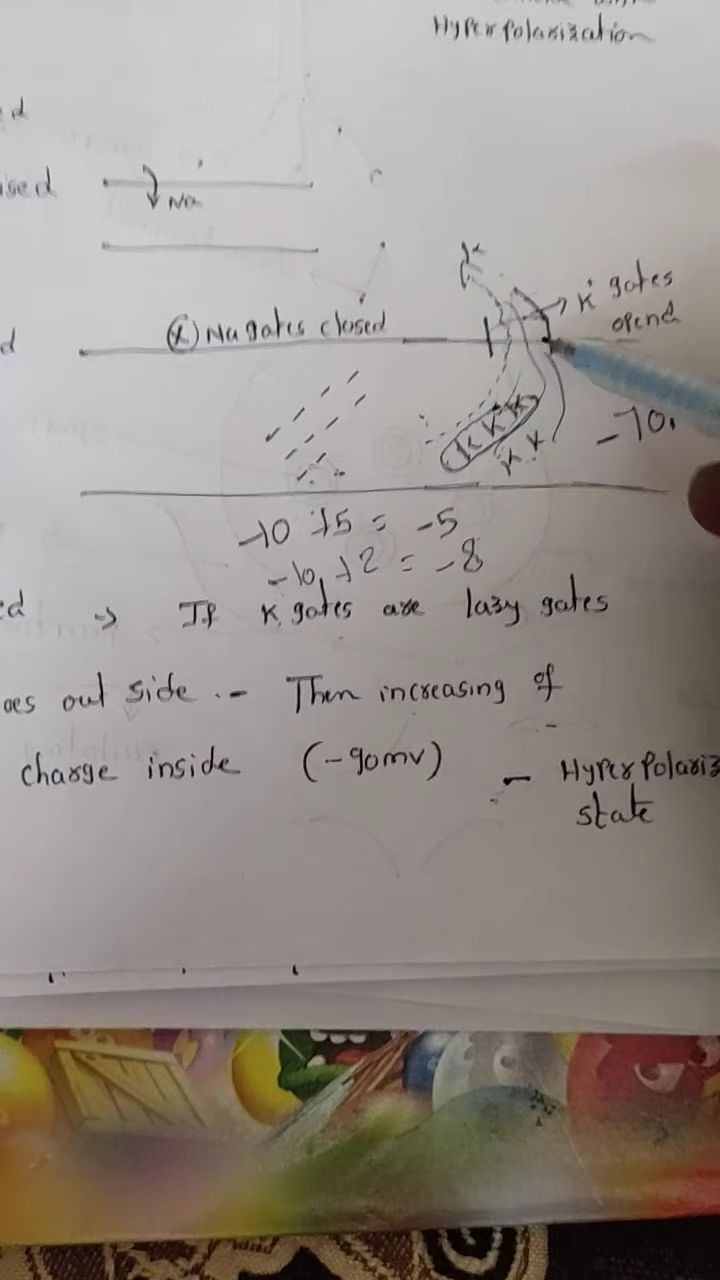 Hyperpolarization
ed
ised
Na
K
K gates
opend
d
(x) Na gates closed
K K K
K K
-70.
-10 +5 = -5
-10, +2 = -8
ed → If K gates are lazy gates
oes out side .- Then increasing of
charge inside (-90mv) - Hyperpolariz
state